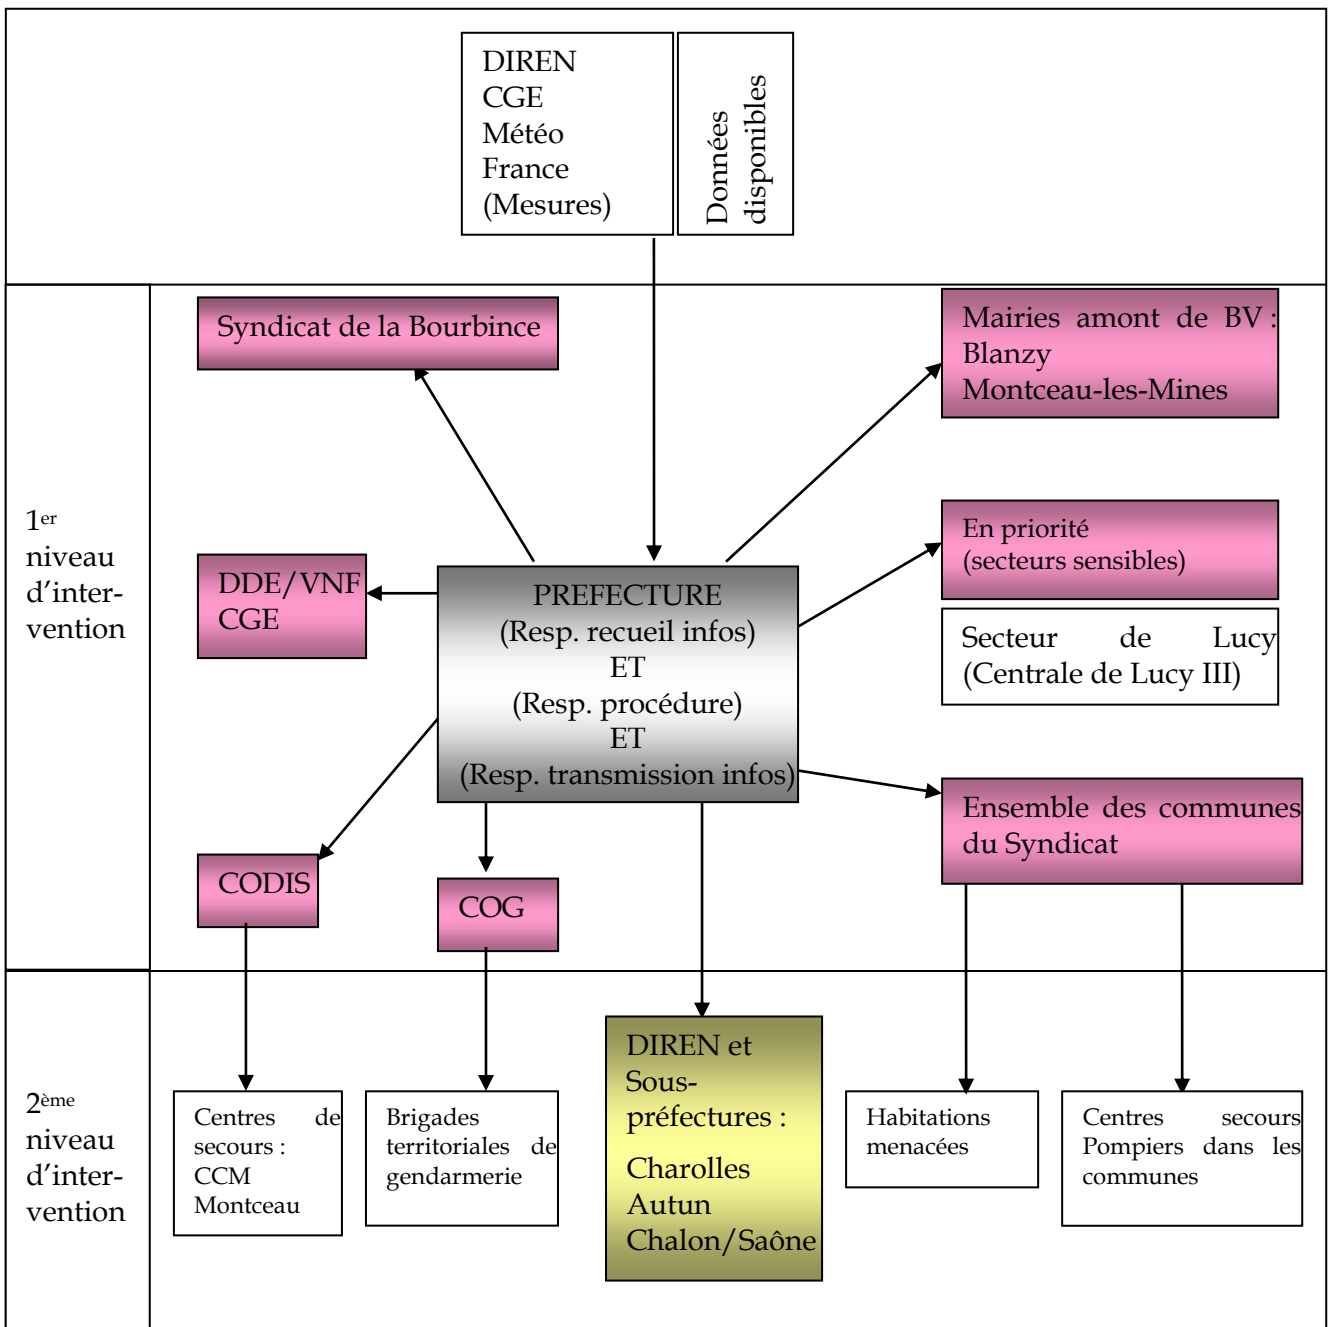 DIREN
CGE
Météo
France
(Mesures)
Données
disponibles
1er
niveau
d'inter-
vention
Syndicat de la Bourbince
Mairies amont de BV :
Blanzy
Montceau-les-Mines
En priorité
(secteurs sensibles)
Secteur de Lucy
(Centrale de Lucy III)
DDE/VNF
CGE
PREFECTURE
(Resp. recueil infos)
ET
(Resp. procédure)
ET
(Resp. transmission infos)
Ensemble des communes
du Syndicat
CODIS
COG
2ème
niveau
d'inter-
vention
Centres de
secours :
CCM
Montceau
Brigades
territoriales de
gendarmerie
DIREN et
Sous-
préfectures :
Charolles
Autun
Chalon/Saône
Habitations
menacées
Centres secours
Pompiers dans les
communes